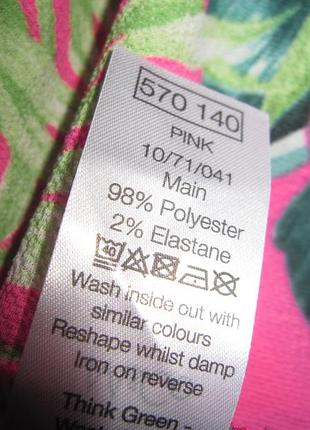 570 140
PINK
10/71/041
Main
98% Polyester
2% Elastane
Wash inside out with
similar colours
Reshape whilst damp
Iron on reverse
Think Green -